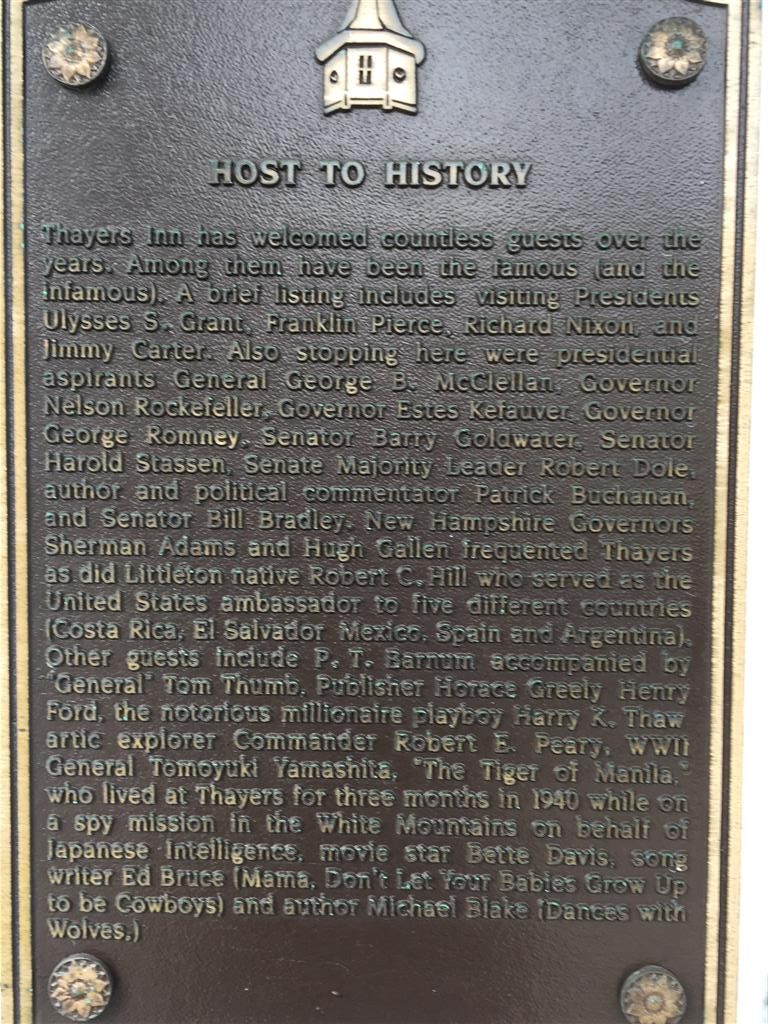 HOST TO HISTORY
Thayers Inn has welcomed countless guests over the
years. Among them have been the famous (and the
infamous). A brief listing includes visiting Presidents
Ulysses S. Grant, Franklin Pierce, Richard Nixon, and
Jimmy Carter. Also stopping here were presidential
aspirants General George B. McClellan, Governor
Nelson Rockefeller, Governor Estes Kefauver, Governor
George Romney, Senator Barry Goldwater, Senator
Harold Stassen, Senate Majority Leader Robert Dole,
author and political commentator Patrick Buchanan,
and Senator Bill Bradley. New Hampshire Governors
Sherman Adams and Hugh Gallen frequented Thayers
as did Littleton native Robert C. Hill who served as the
United States ambassador to five different countries
(Costa Rica, El Salvador Mexico, Spain and Argentina).
Other guests include P. T. Barnum accompanied by
"General" Tom Thumb, Publisher Horace Greely Henry
Ford, the notorious millionaire playboy Harry K. Thaw
artic explorer Commander Robert E. Peary, WWII
General Tomoyuki Yamashita, "The Tiger of Manila,"
who lived at Thayers for three months in 1940 while on
a spy mission in the White Mountains on behalf of
Japanese Intelligence, movie star Bette Davis, song
writer Ed Bruce (Mama, Don't Let Your Babies Grow Up
to be Cowboys) and author Michael Blake (Dances with
Wolves.)